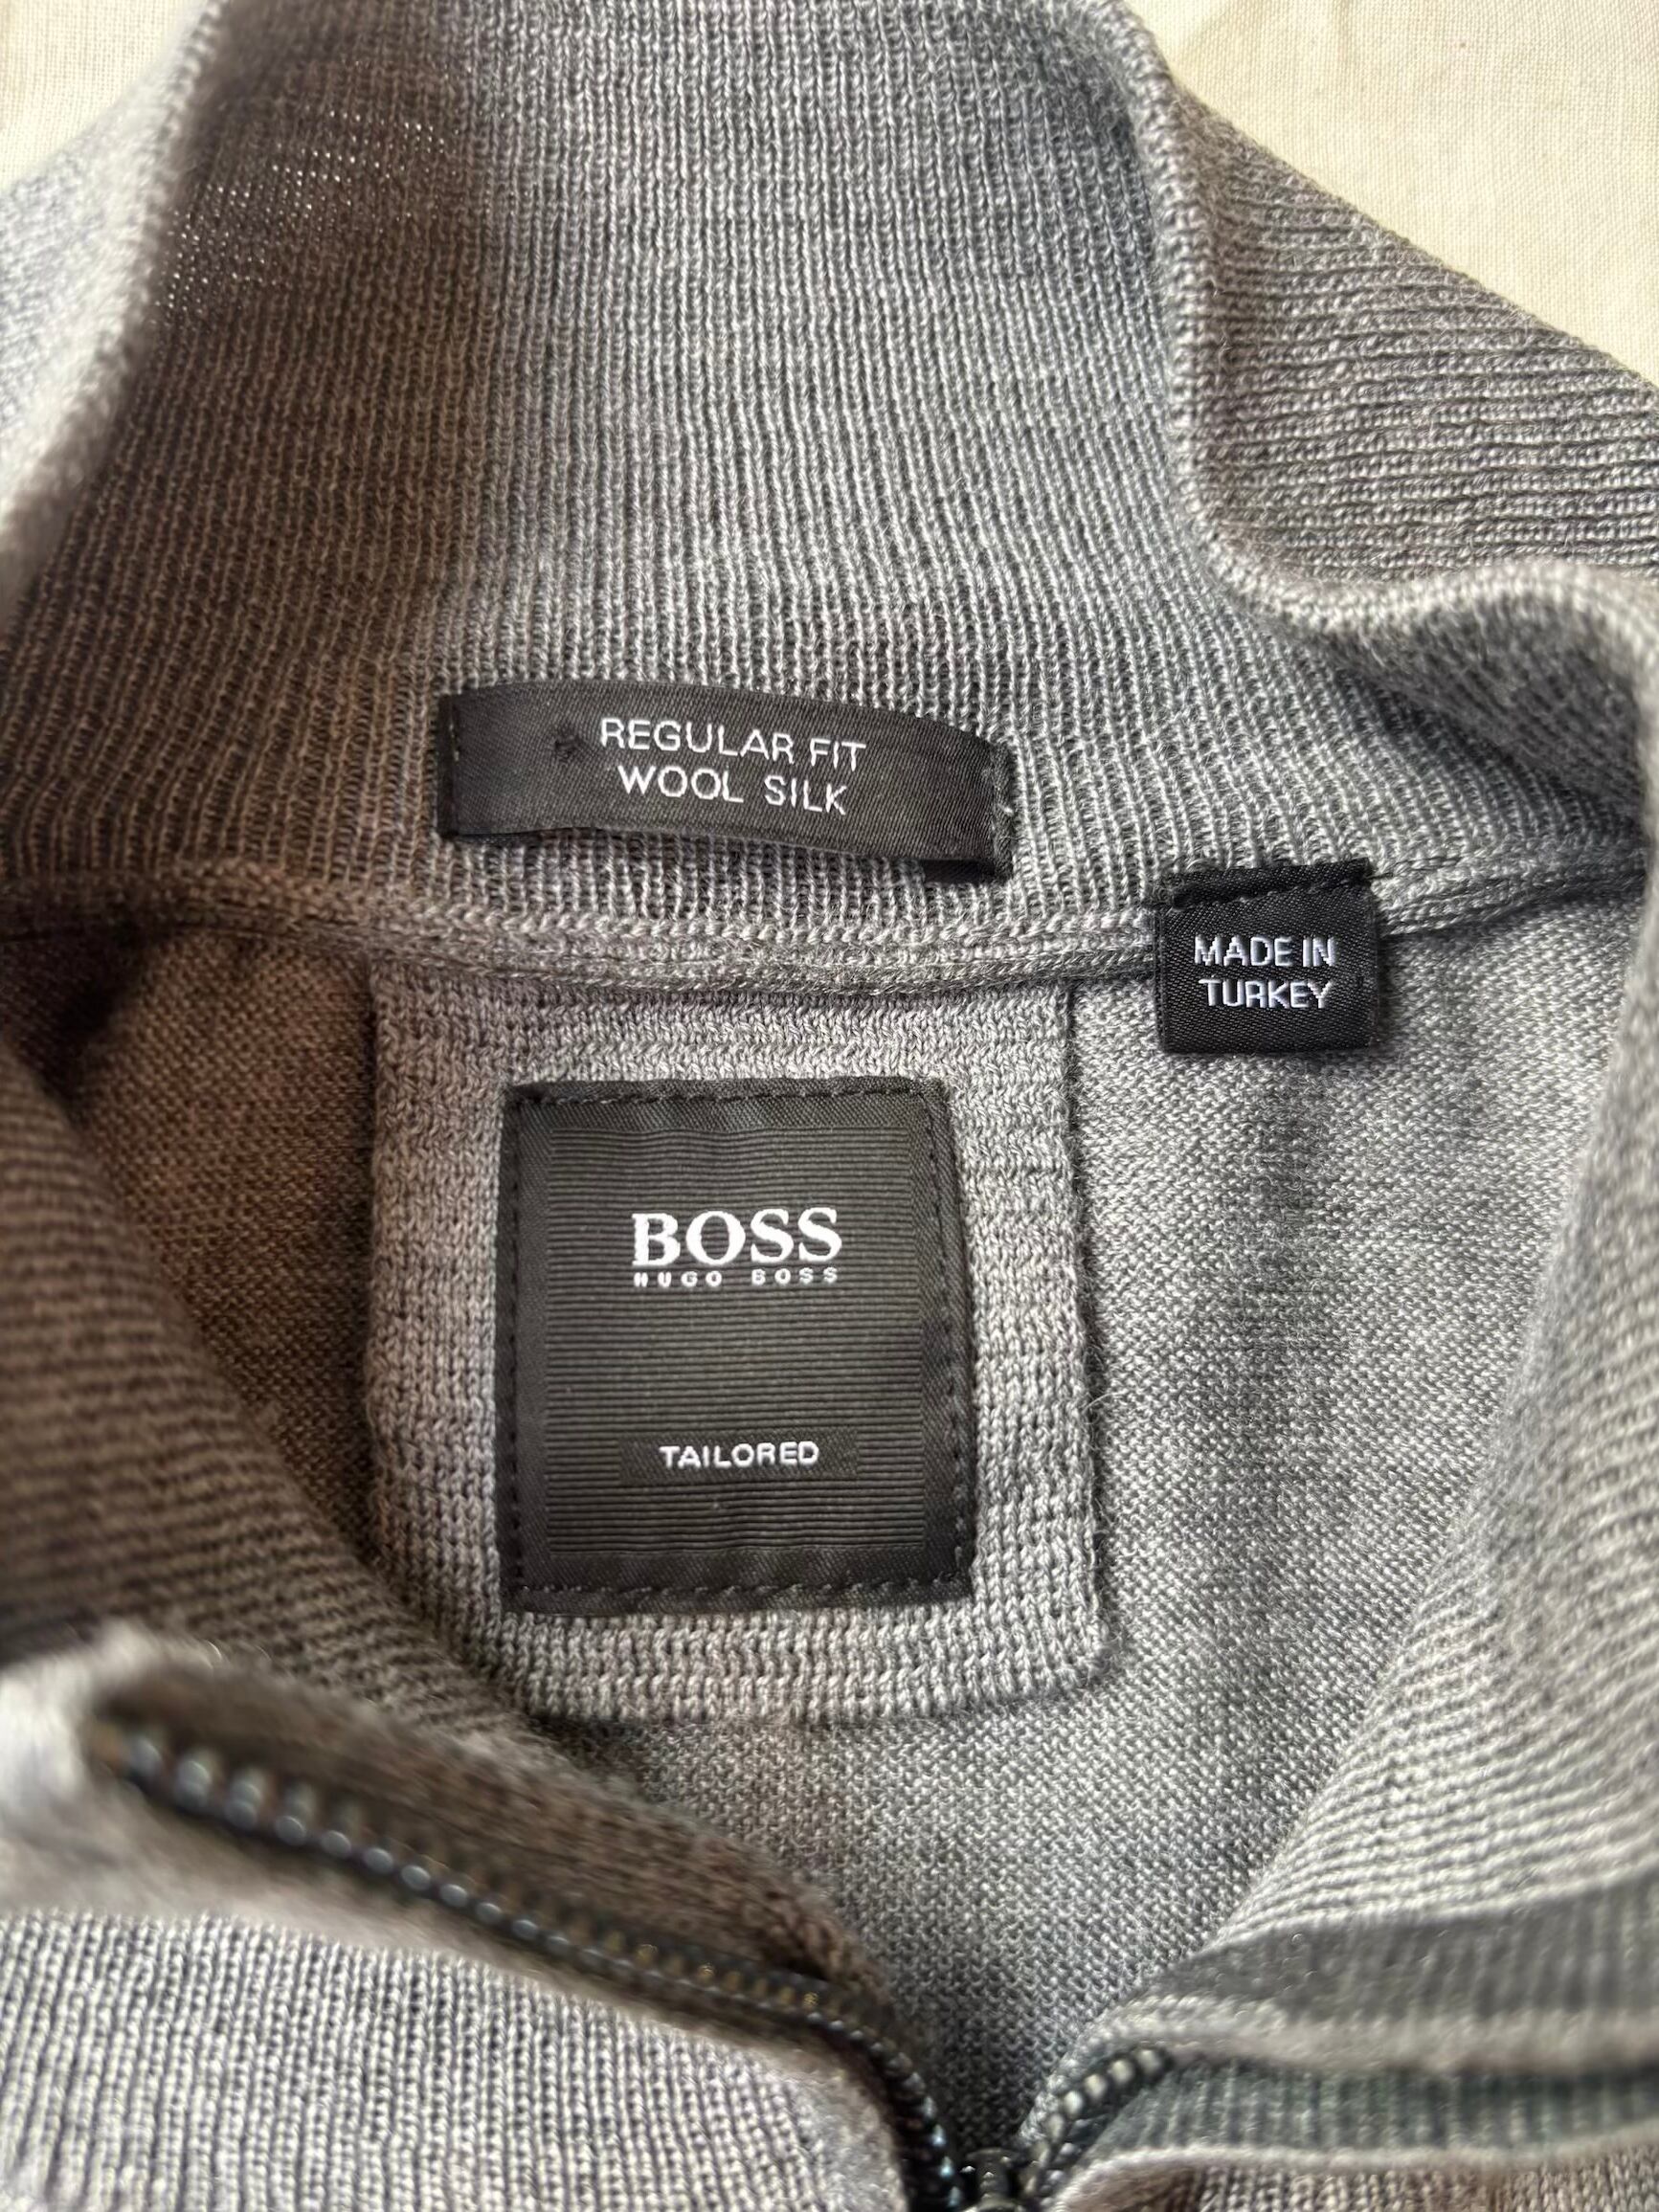 REGULAR FIT
WOOL SILK
MADE IN
TURKEY
BOSS
HUGO BOSS
TAILORED